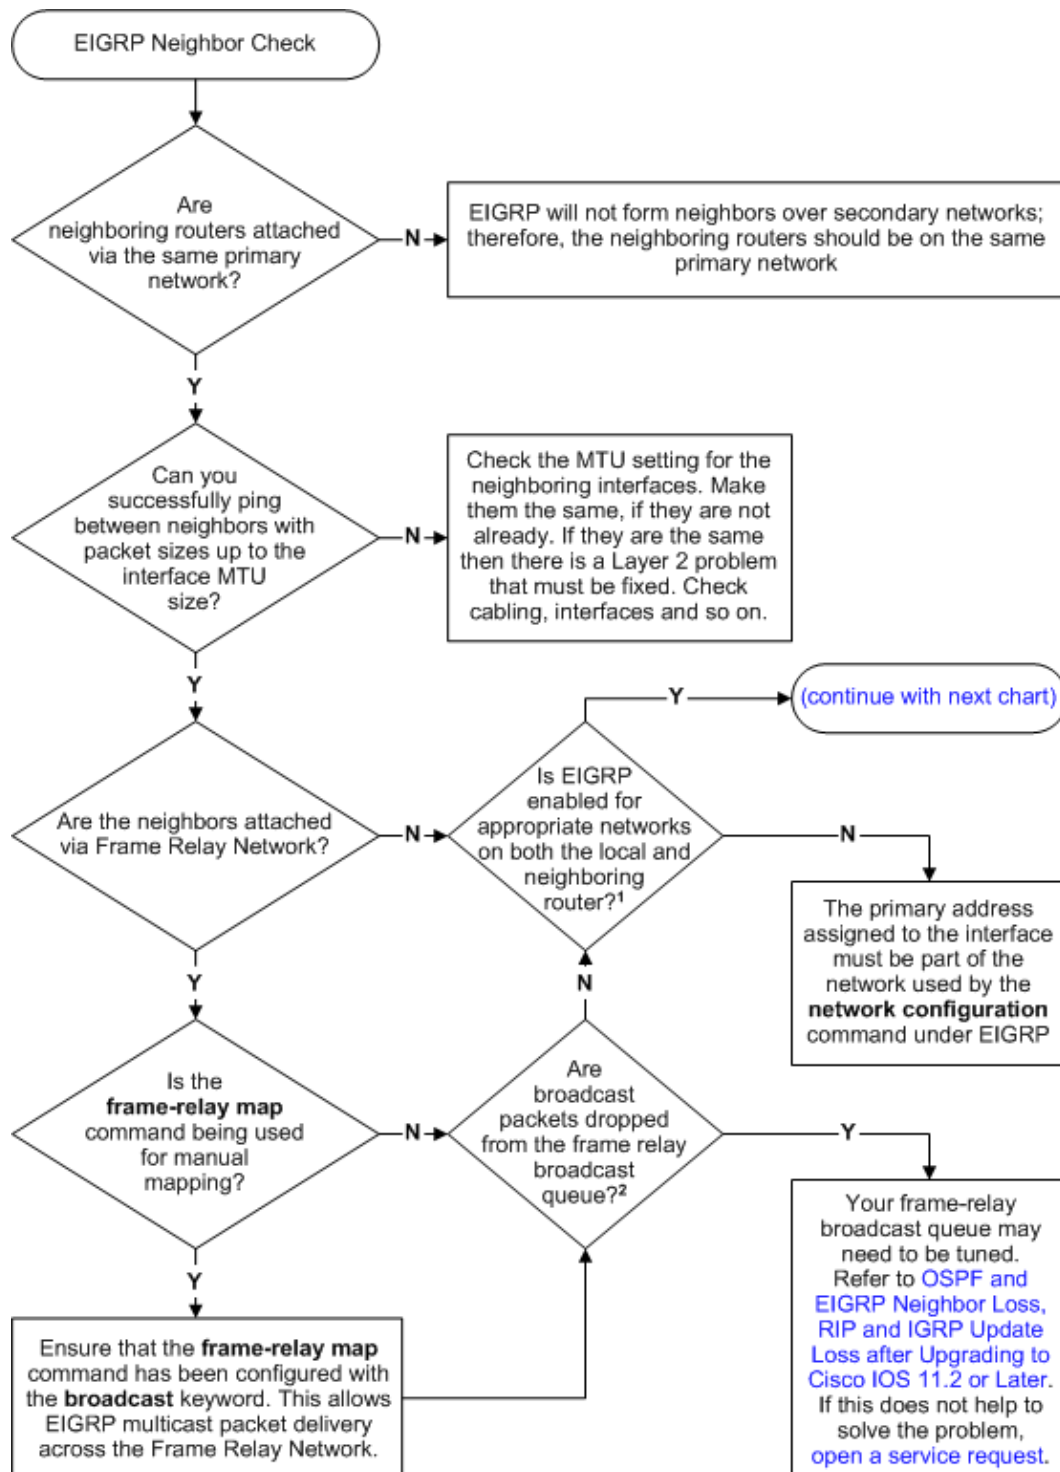 EIGRP Neighbor Check
Are
neighboring routers attached
via the same primary
network?
N
EIGRP will not form neighbors over secondary networks;
therefore, the neighboring routers should be on the same
primary network
Y
Can you
successfully ping
between neighbors with
packet sizes up to the
interface MTU
size?
N
Check the MTU setting for the
neighboring interfaces. Make
them the same, if they are not
already. If they are the same
then there is a Layer 2 problem
that must be fixed. Check
cabling, interfaces and so on.
Y
Are the neighbors attached
via Frame Relay Network?
N
Is EIGRP
enabled for
appropriate networks
on both the local and
neighboring
router?¹
Y
(continue with next chart)
N
The primary address
assigned to the interface
must be part of the
network used by the
network configuration
command under EIGRP
Y
Is the
frame-relay map
command being used
for manual
mapping?
N
Are
broadcast
packets dropped
from the frame relay
broadcast
queue?²
N
Y
Your frame-relay
broadcast queue may
need to be tuned.
Refer to OSPF and
EIGRP Neighbor Loss,
RIP and IGRP Update
Loss after Upgrading to
Cisco IOS 11.2 or Later.
If this does not help to
solve the problem,
open a service request.
Y
Ensure that the frame-relay map
command has been configured with
the broadcast keyword. This allows
EIGRP multicast packet delivery
across the Frame Relay Network.